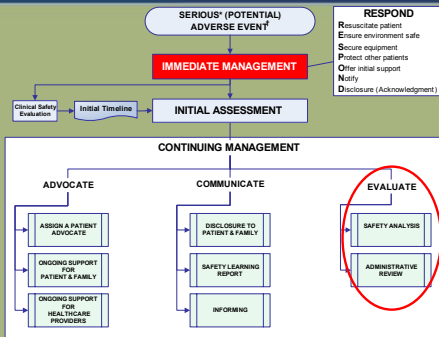 SERIOUS* (POTENTIAL)
ADVERSE EVENT‡
RESPOND
Resuscitate patient
Ensure environment safe
Secure equipment
Protect other patients
Offer initial support
Notify
Disclosure (Acknowledgment)
IMMEDIATE MANAGEMENT
Clinical Safety
Evaluation
Initial Timeline
INITIAL ASSESSMENT
CONTINUING MANAGEMENT
ADVOCATE
COMMUNICATE
EVALUATE
ASSIGN A PATIENT
ADVOCATE
DISCLOSURE TO
PATIENT & FAMILY
SAFETY ANALYSIS
ONGOING SUPPORT
FOR
PATIENT & FAMILY
SAFETY LEARNING
REPORT
ADMINISTRATIVE
REVIEW
ONGOING SUPPORT
FOR
HEALTHCARE
PROVIDERS
INFORMING